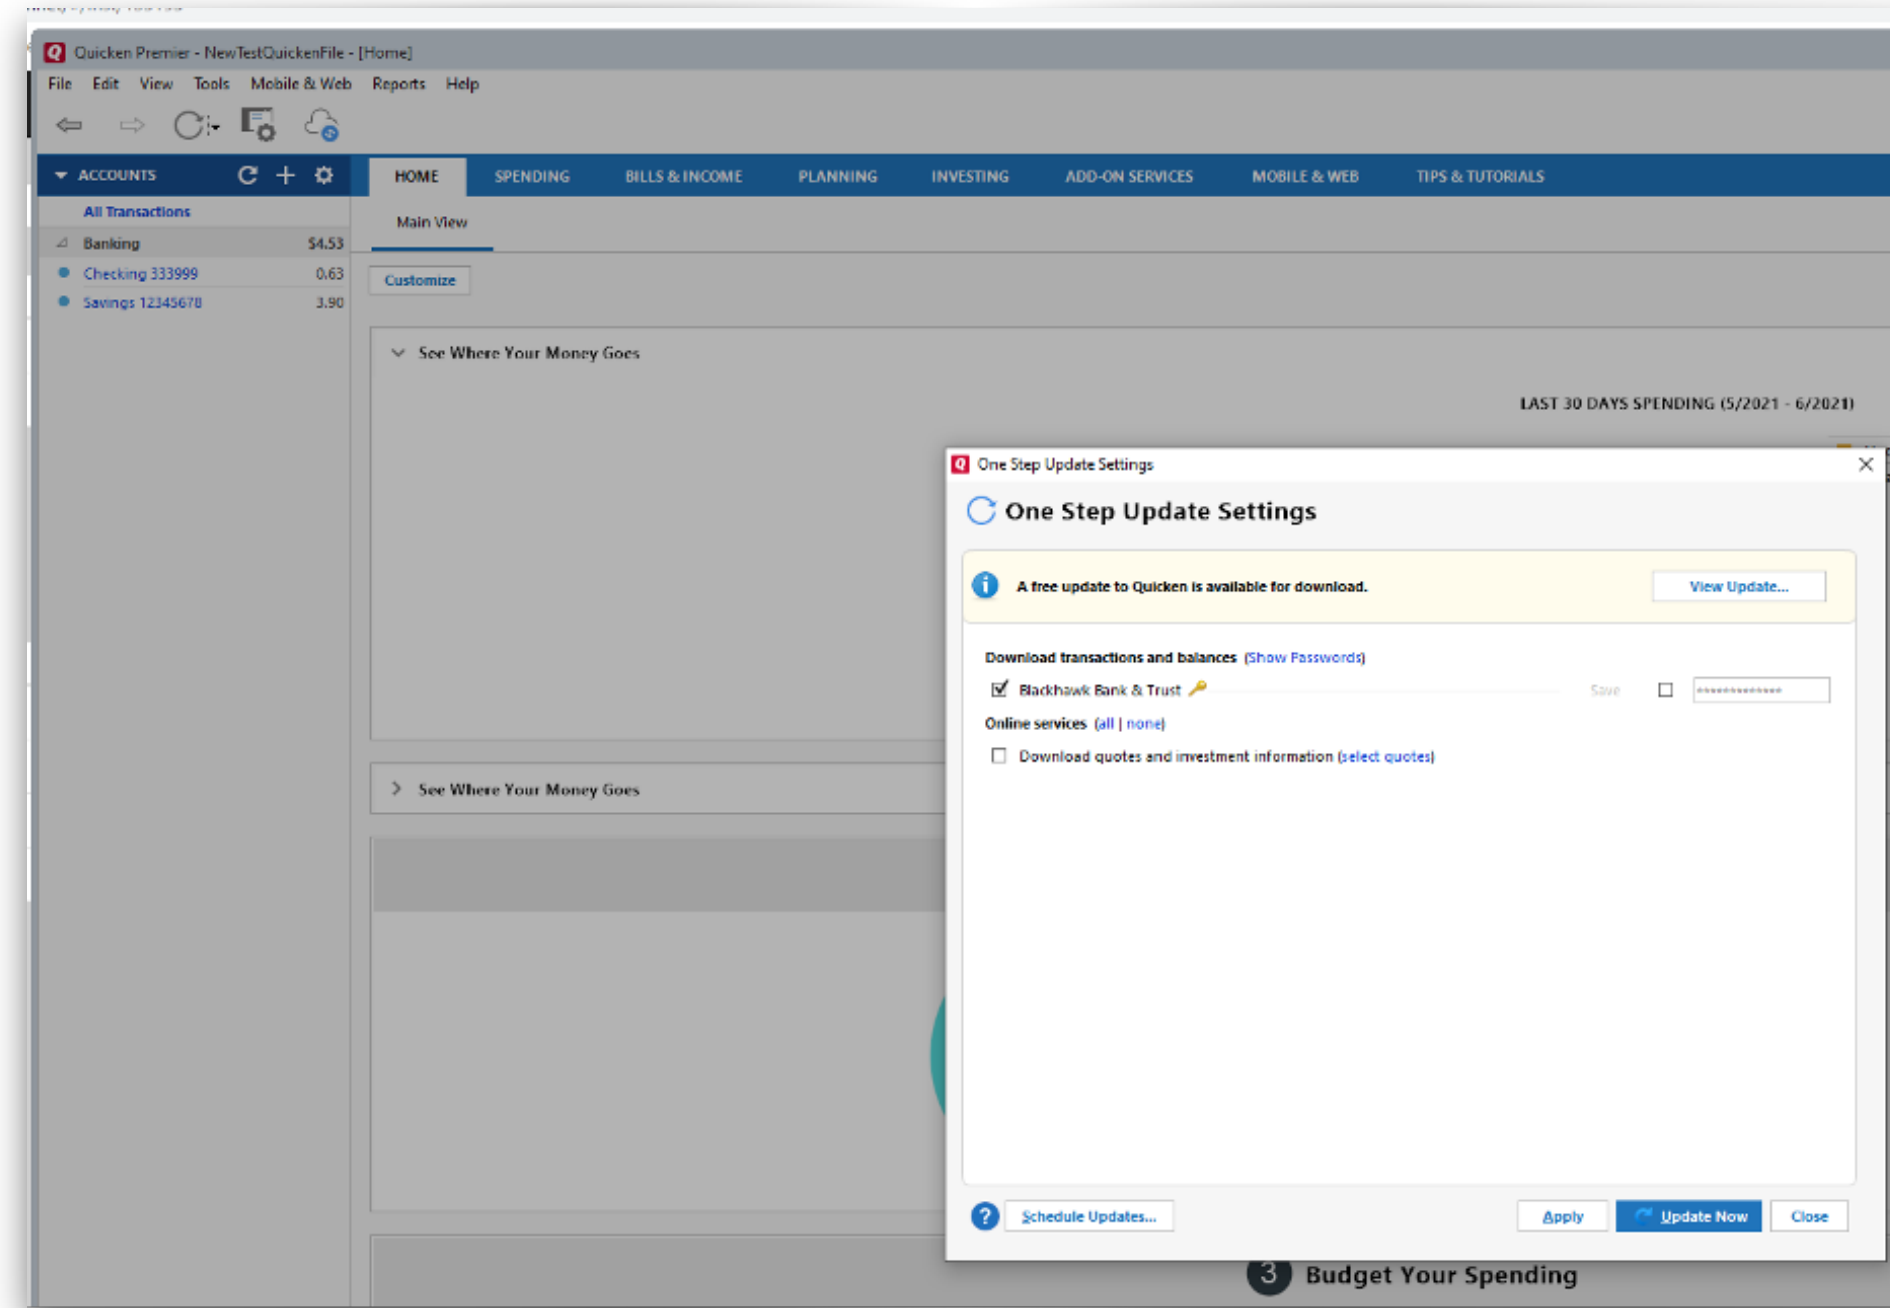 Quicken Premier - NewTestQuickenFile - [Home]
File Edit View Tools Mobile & Web Reports Help
ACCOUNTS
HOME SPENDING BILLS & INCOME PLANNING INVESTING ADD-ON SERVICES MOBILE & WEB TIPS & TUTORIALS
All Transactions
Main View
Banking $4.53
Checking 333999 0.63
Savings 12345678 3.90
Customize
See Where Your Money Goes
LAST 30 DAYS SPENDING (5/2021 - 6/2021)
One Step Update Settings
One Step Update Settings
A free update to Quicken is available for download. View Update...
Download transactions and balances (Show Passwords)
Blackhawk Bank & Trust Save *************
Online services (all | none)
Download quotes and investment information (select quotes)
See Where Your Money Goes
? Schedule Updates... Apply Update Now Close
3 Budget Your Spending